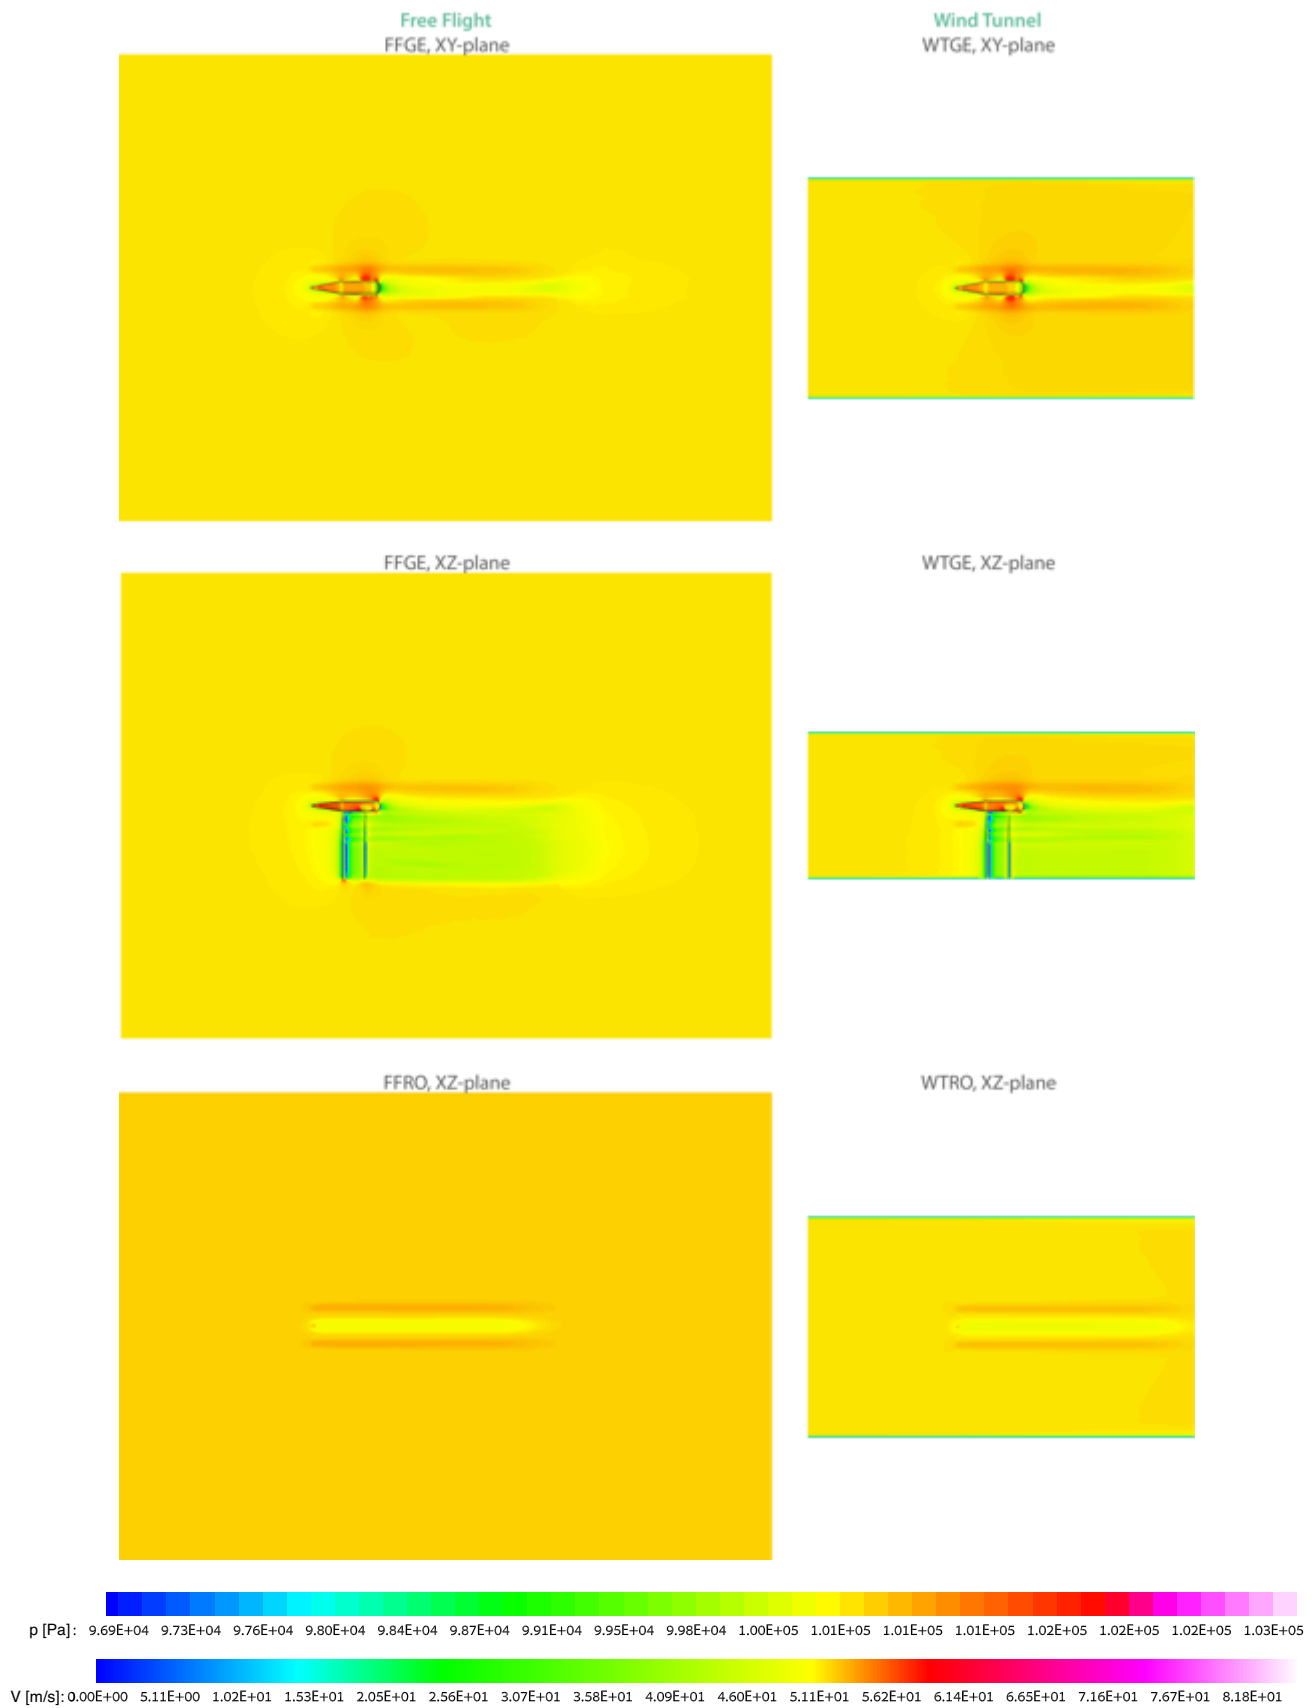 Free Flight Wind Tunnel
FFGE, XY-plane WTGE, XY-plane
FFGE, XZ-plane WTGE, XZ-plane
FFRO, XZ-plane WTRO, XZ-plane
p [Pa]: 9.69E+04 9.73E+04 9.76E+04 9.80E+04 9.84E+04 9.87E+04 9.91E+04 9.95E+04 9.98E+04 1.00E+05 1.01E+05 1.01E+05 1.01E+05 1.02E+05 1.02E+05 1.02E+05 1.03E+05
V [m/s]: 0.00E+00 5.11E+00 1.02E+01 1.53E+01 2.05E+01 2.56E+01 3.07E+01 3.58E+01 4.09E+01 4.60E+01 5.11E+01 5.62E+01 6.14E+01 6.65E+01 7.16E+01 7.67E+01 8.18E+01